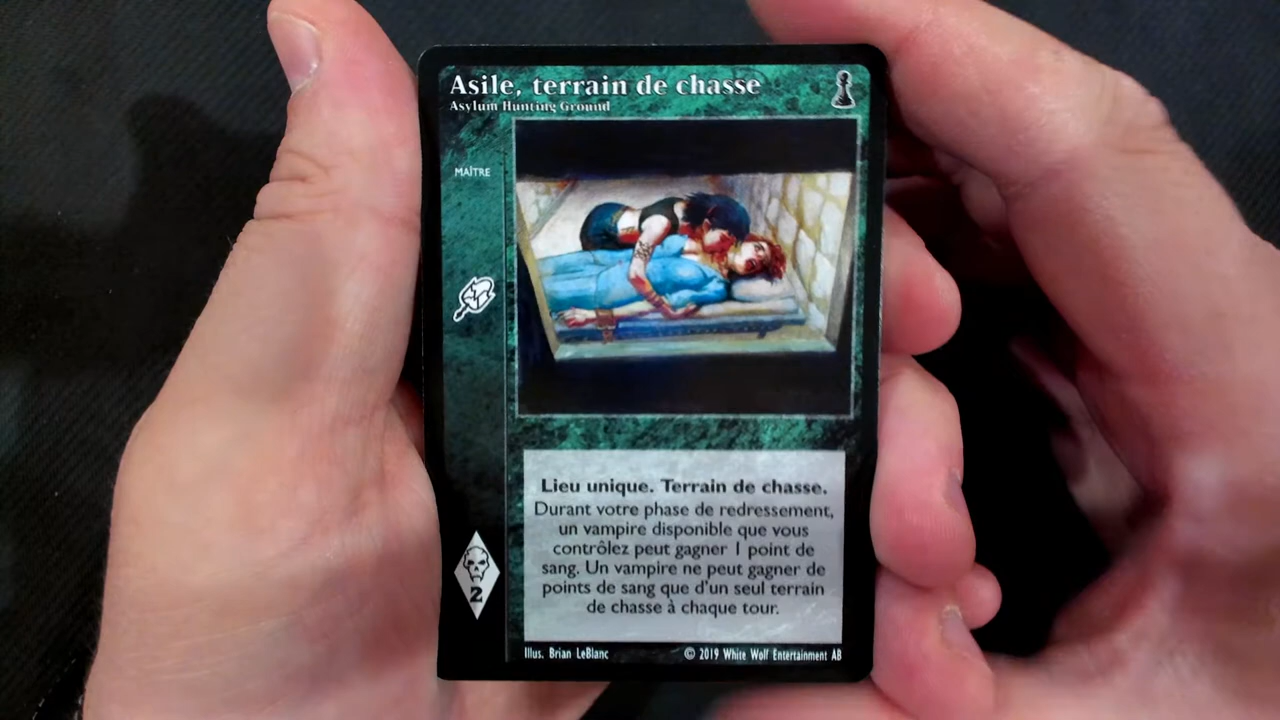 Asile, terrain de chasse
Asylum Hunting Ground
MAÎTRE
Lieu unique. Terrain de chasse.
Durant votre phase de redressement,
un vampire disponible que vous
contrôlez peut gagner 1 point de
sang. Un vampire ne peut gagner de
points de sang que d'un seul terrain
de chasse à chaque tour.
2
Illus. Brian LeBlanc
© 2019 White Wolf Entertainment AB